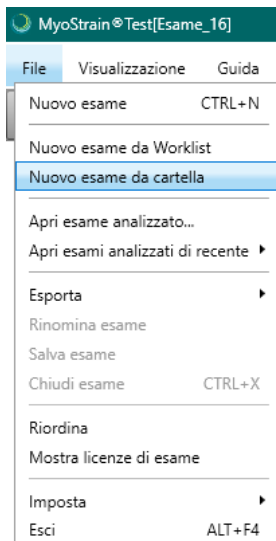 MyoStrain®Test[Esame_16]
File Visualizzazione Guida
Nuovo esame CTRL+N
Nuovo esame da Worklist
Nuovo esame da cartella
Apri esame analizzato...
Apri esami analizzati di recente
Esporta
Rinomina esame
Salva esame
Chiudi esame CTRL+X
Riordina
Mostra licenze di esame
Imposta
Esci ALT+F4